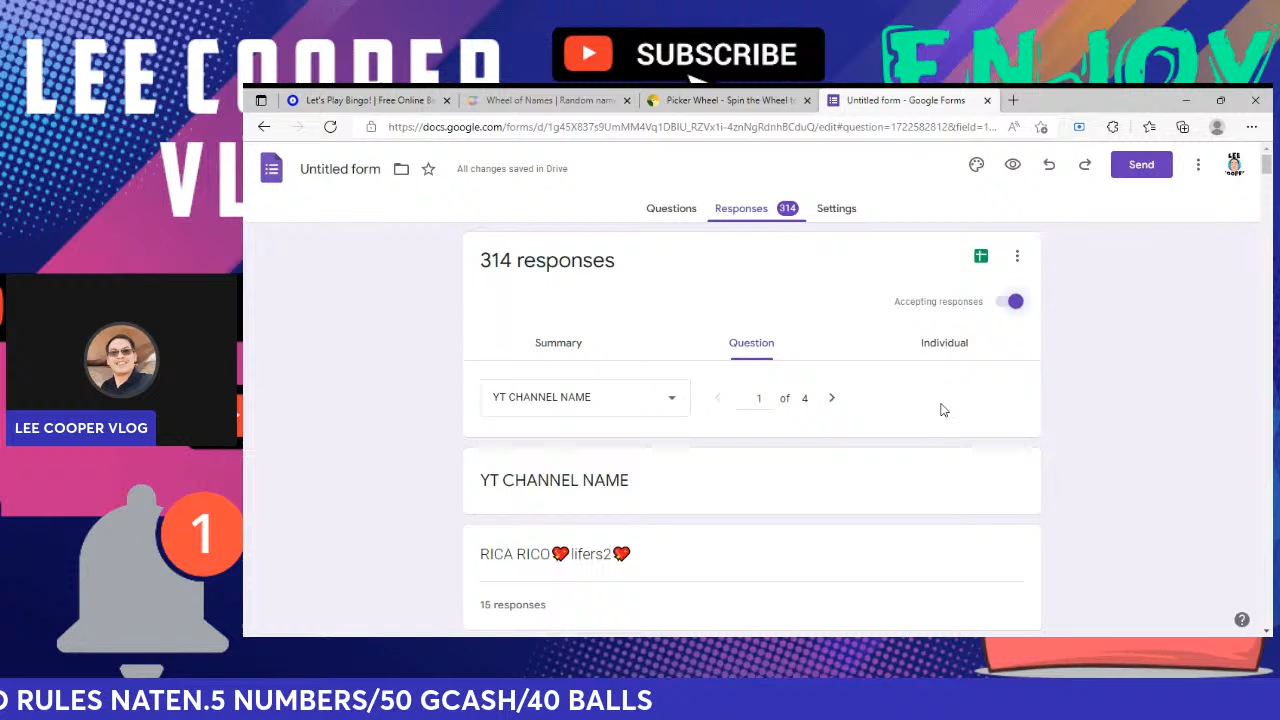 LEE COOPER
VL
SUBSCRIBE
ENJOY
Let's Play Bingo! | Free Online B
Wheel of Names | Random nam
Picker Wheel - Spin the Wheel to
Untitled form - Google Forms
https://docs.google.com/forms/d/1g45X837s9UmMM4Vq1DBIU_RZVx1i-4znNgRdnhBCduQ/edit#question=1722582812&field=1...
Untitled form
All changes saved in Drive
Send
Questions
Responses 314
Settings
314 responses
Accepting responses
Summary
Question
Individual
YT CHANNEL NAME
1 of 4
YT CHANNEL NAME
RICA RICO💘lifers2💘
15 responses
LEE COOPER VLOG
1
RULES NATEN.5 NUMBERS/50 GCASH/40 BALLS